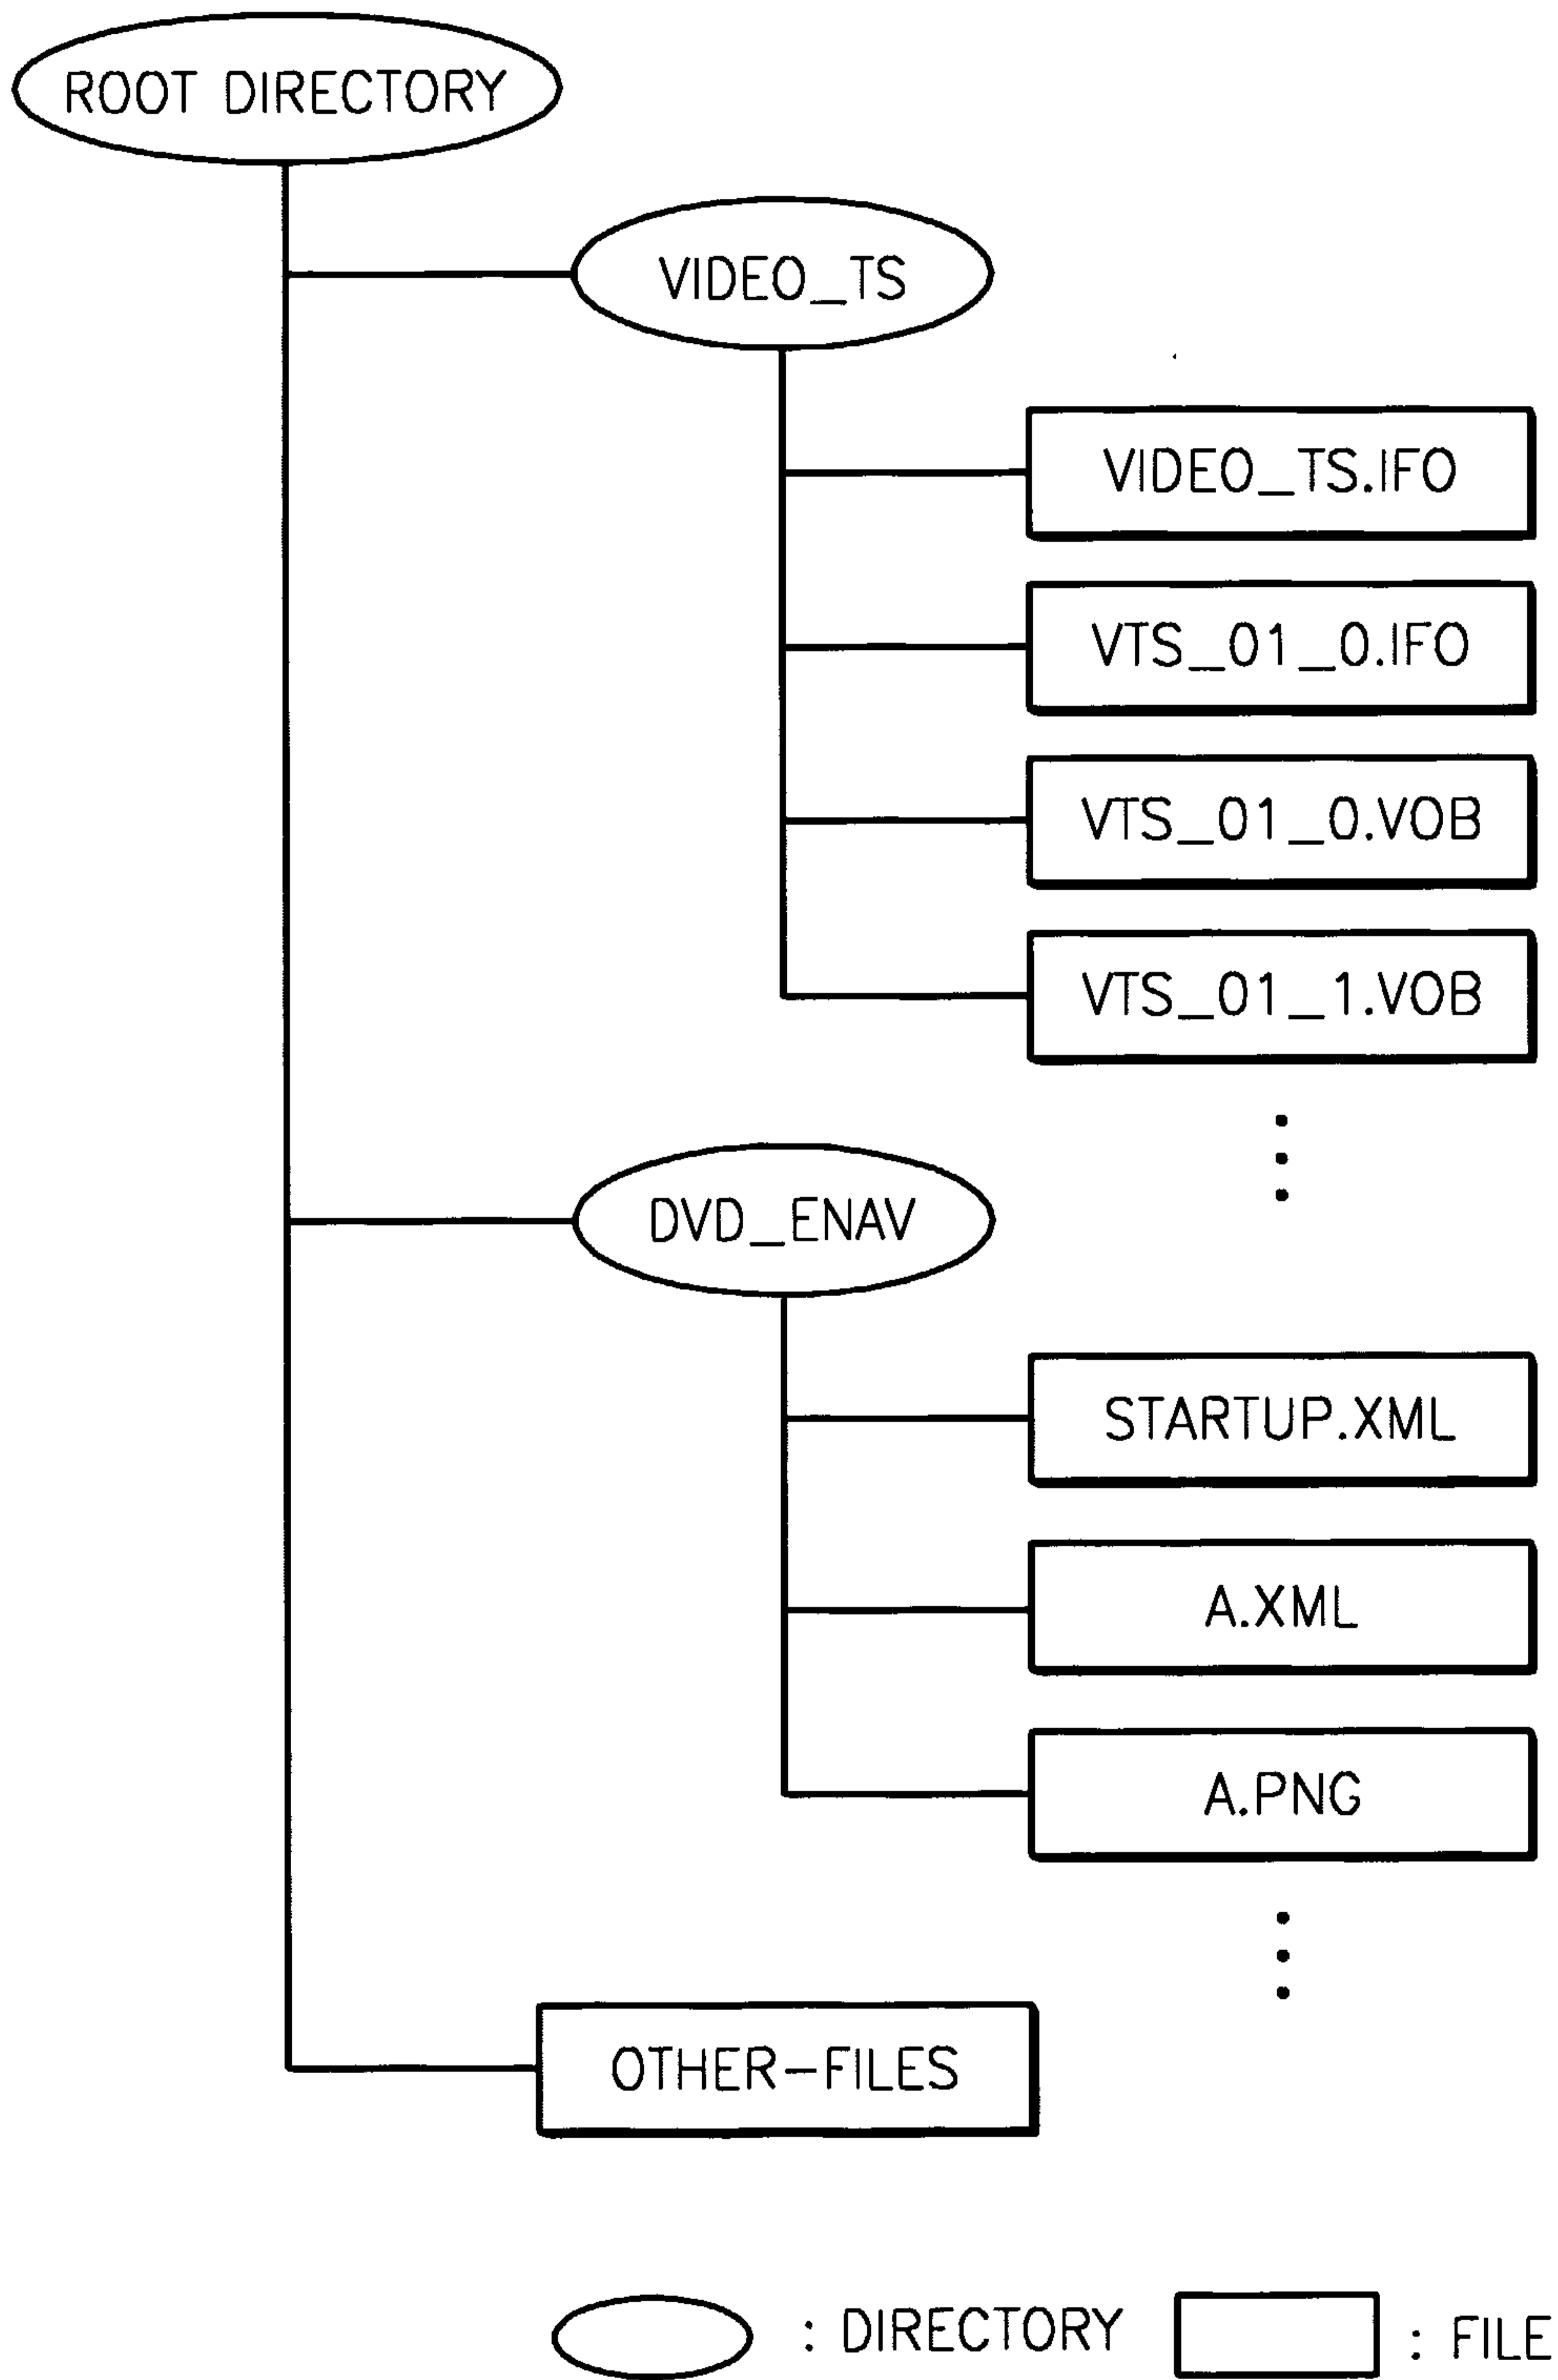 ROOT DIRECTORY
VIDEO_TS
VIDEO_TS.IFO
VTS_01_0.IFO
VTS_01_0.VOB
VTS_01_1.VOB
DVD_ENAV
STARTUP.XML
A.XML
A.PNG
OTHER-FILES
: DIRECTORY
: FILE